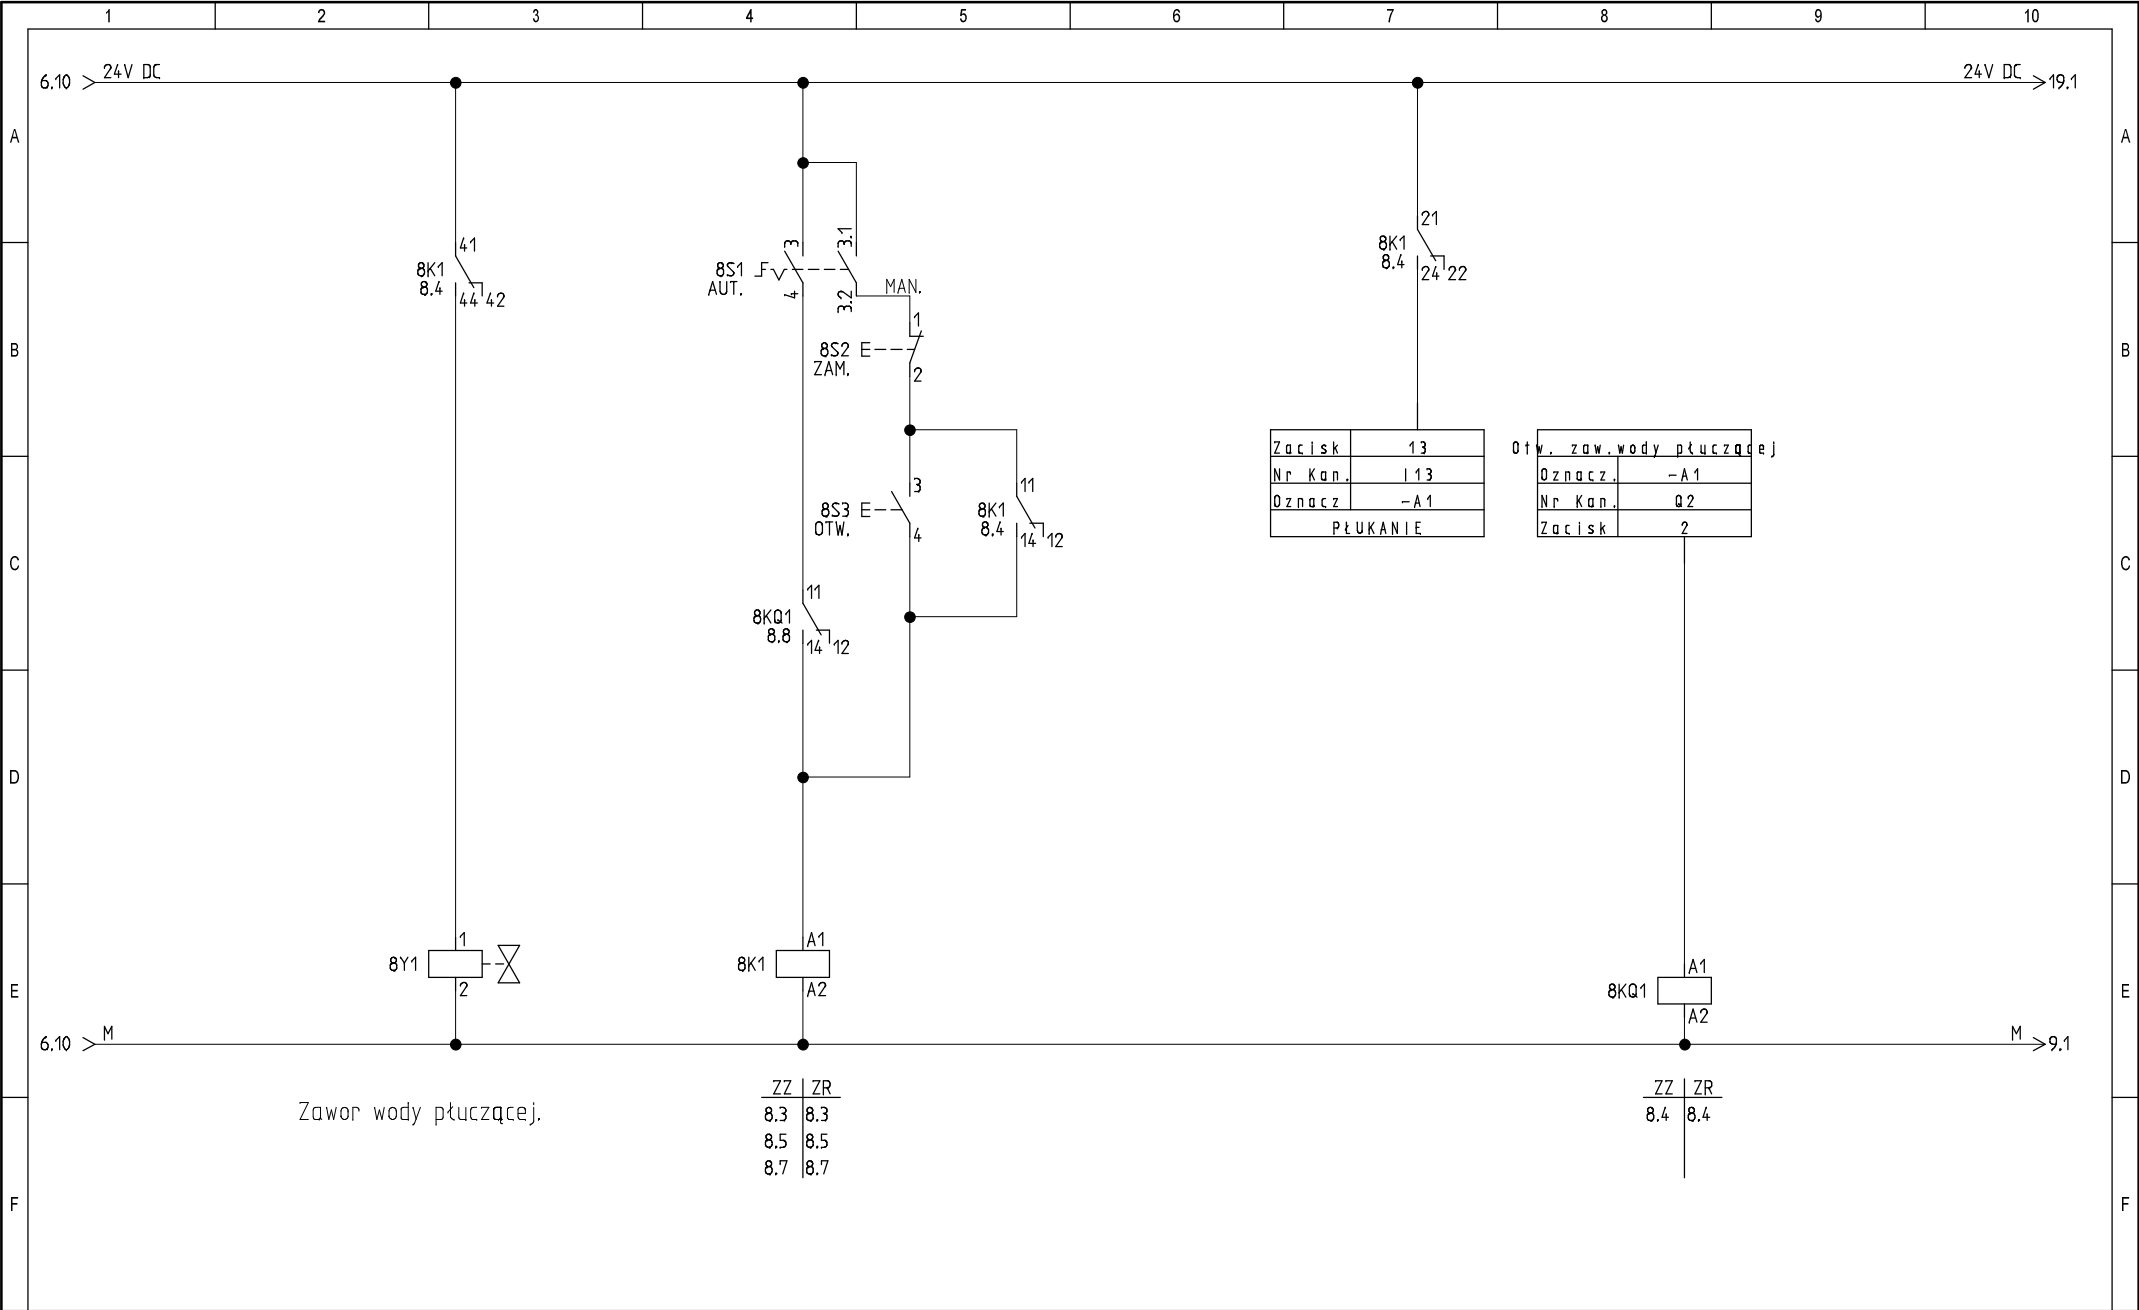 1 2 3 4 5 6 7 8 9 10
6.10 24V DC 24V DC 19.1
A A
21
8K1
8.4
24 22
41
8K1
8.4
44 42
3 3.1
8S1
AUT.
4 3.2
MAN.
1
8S2
ZAM.
2
B B
Zacisk 13
Nr Kan. I13
Oznacz -A1
PŁUKANIE
Otw. zaw.wody płuczącej
Oznacz. -A1
Nr Kan. Q2
Zacisk 2
3
8S3
OTW.
4
11
8K1
8.4
14 12
C C
11
8KQ1
8.8
14 12
D D
1
8Y1
2
A1
8K1
A2
A1
8KQ1
A2
E E
6.10 M M 9.1
Zawor wody płuczącej.
ZZ ZR
8.3 8.3
8.5 8.5
8.7 8.7
ZZ ZR
8.4 8.4
F F